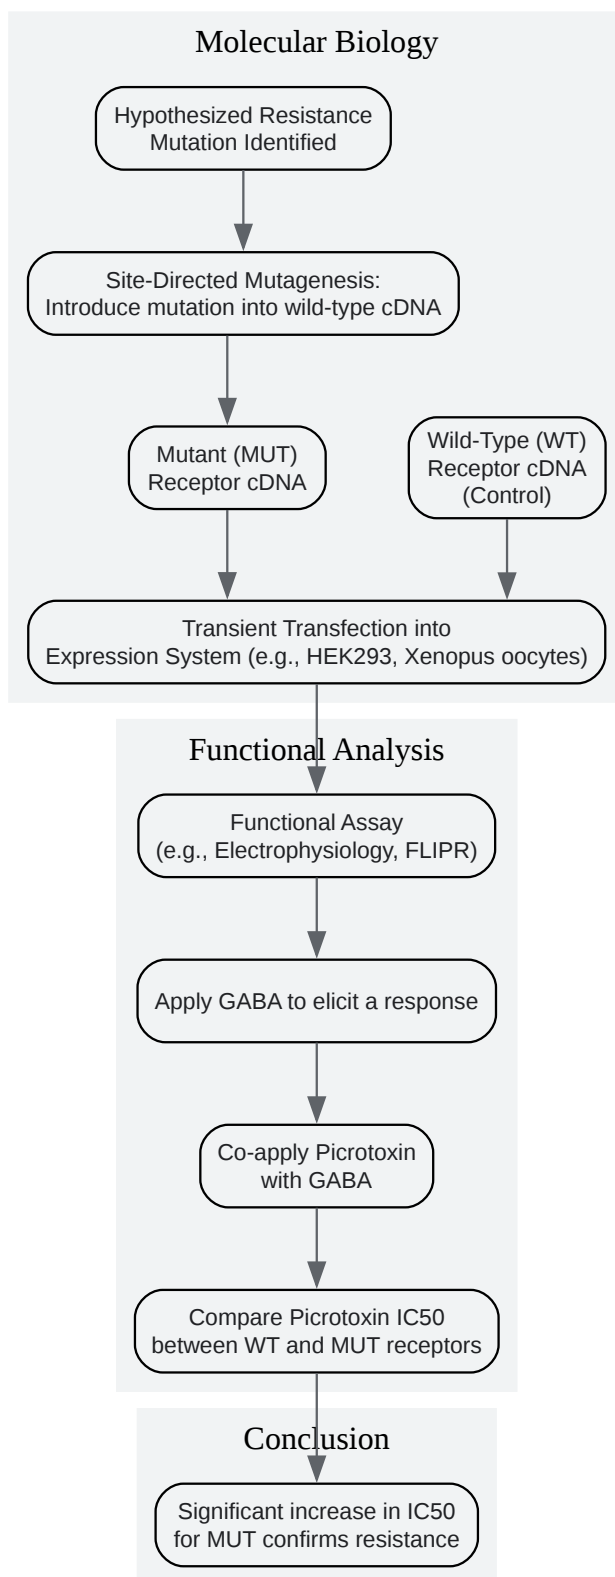 Molecular Biology
Hypothesized Resistance
Mutation Identified
Site-Directed Mutagenesis:
Introduce mutation into wild-type cDNA
Mutant (MUT)
Receptor cDNA
Wild-Type (WT)
Receptor cDNA
(Control)
Transient Transfection into
Expression System (e.g., HEK293, Xenopus oocytes)
Functional Analysis
Functional Assay
(e.g., Electrophysiology, FLIPR)
Apply GABA to elicit a response
Co-apply Picrotoxin
with GABA
Compare Picrotoxin IC50
between WT and MUT receptors
Conclusion
Significant increase in IC50
for MUT confirms resistance